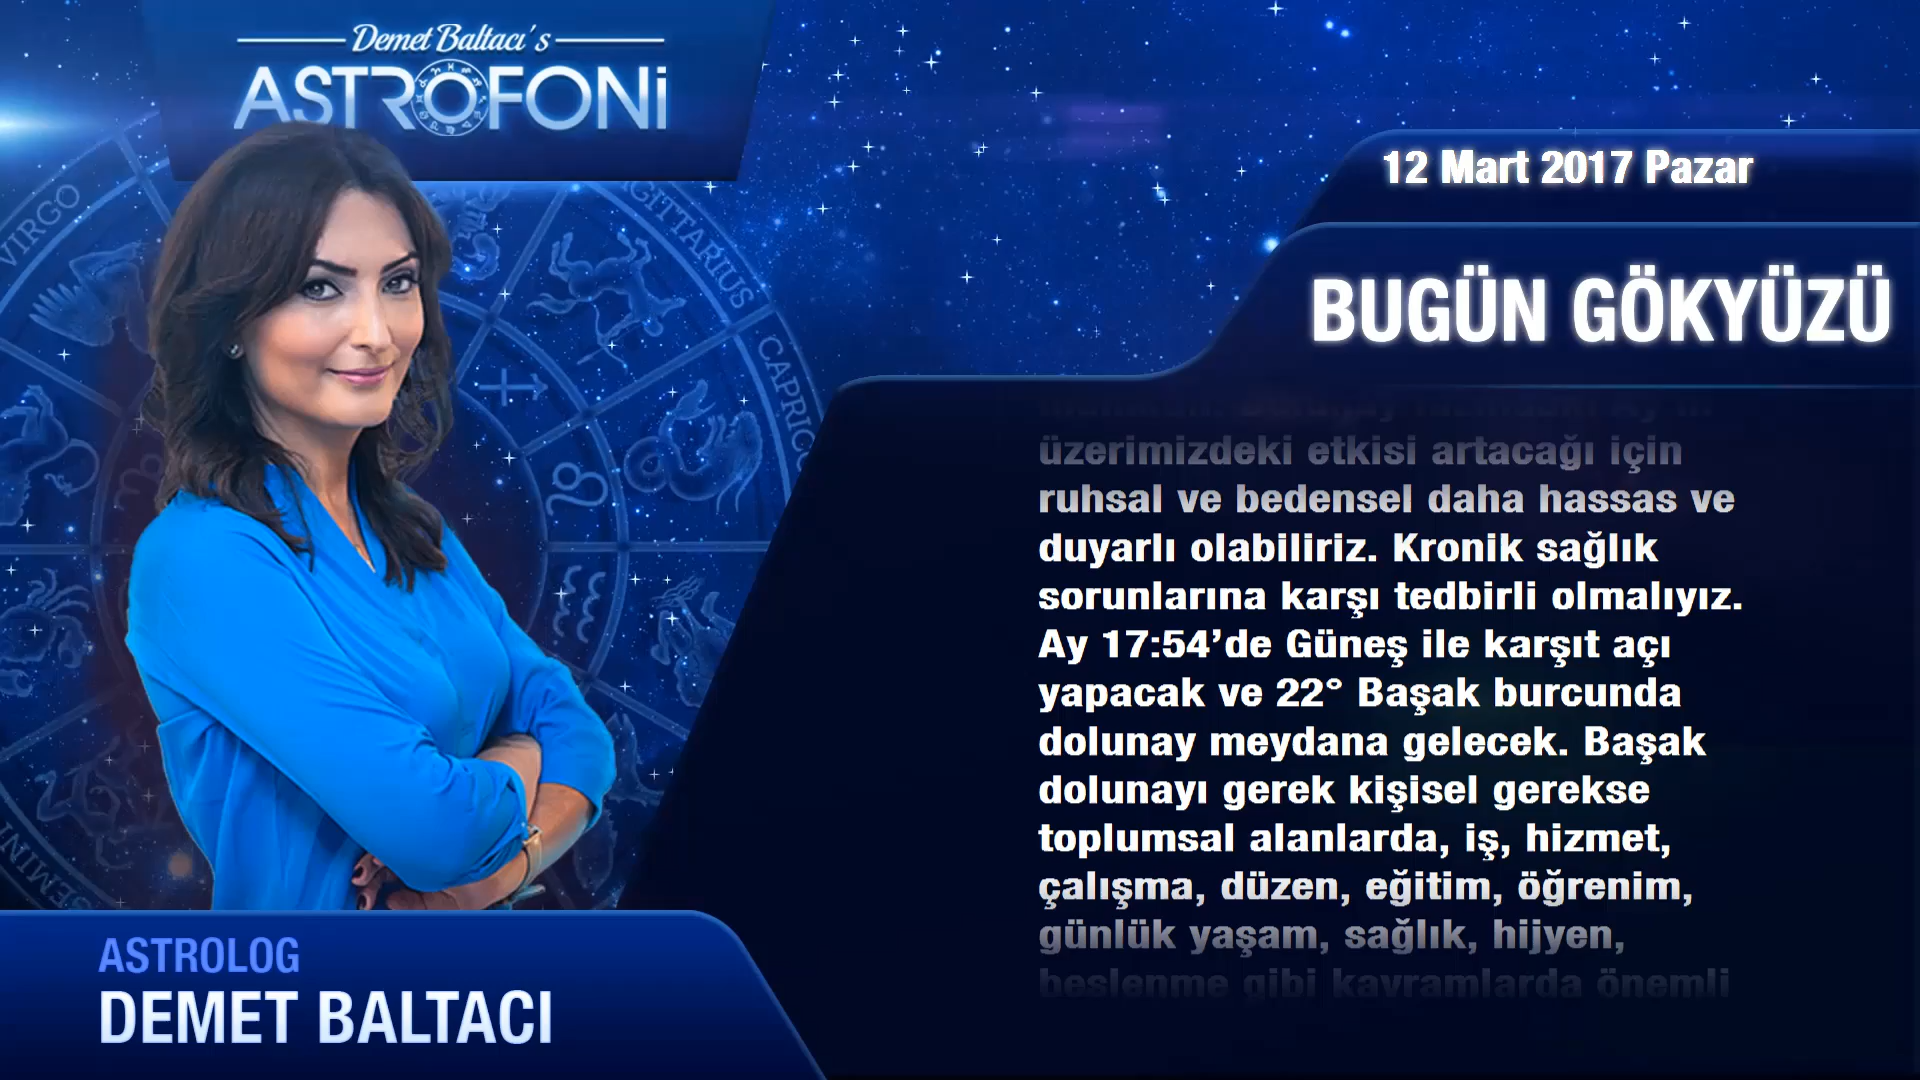 Demet Baltacı's
ASTROFONİ
VIRGO
SAGITTARIUS
GEMINI
12 Mart 2017 Pazar
BUGÜN GÖKYÜZÜ
üzerimizdeki etkisi artacağı için
ruhsal ve bedensel daha hassas ve
duyarlı olabiliriz. Kronik sağlık
sorunlarına karşı tedbirli olmalıyız.
Ay 17:54’de Güneş ile karşıt açı
yapacak ve 22° Başak burcunda
dolunay meydana gelecek. Başak
dolunayı gerek kişisel gerekse
toplumsal alanlarda, iş, hizmet,
çalışma, düzen, eğitim, öğrenim,
günlük yaşam, sağlık, hijyen,
beslenme gibi kavramlarda önemli
ASTROLOG
DEMET BALTACI